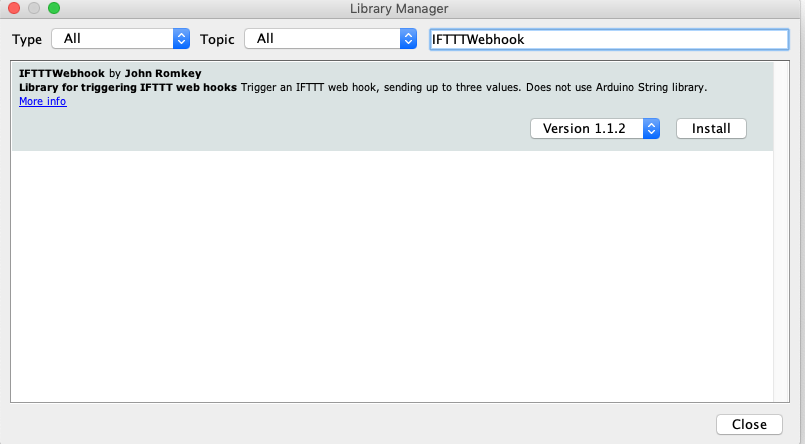 Library Manager
Type All Topic All IFTTTWebhook
IFTTTWebhook by John Romkey
Library for triggering IFTTT web hooks Trigger an IFTTT web hook, sending up to three values. Does not use Arduino String library.
More info
Version 1.1.2 Install
Close